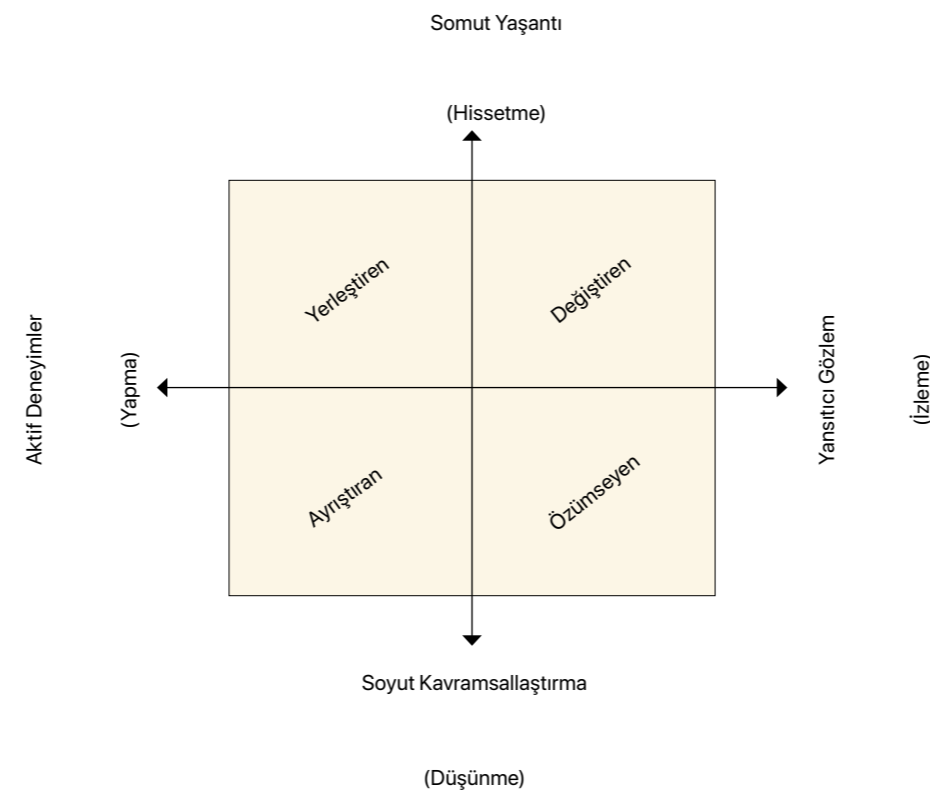 Somut Yaşantı
(Hissetme)
Yerleştiren
Değiştiren
Aktif Deneyimler
(Yapma)
Yansıtıcı Gözlem
(İzleme)
Ayrıştıran
Özümseyen
Soyut Kavramsallaştırma
(Düşünme)